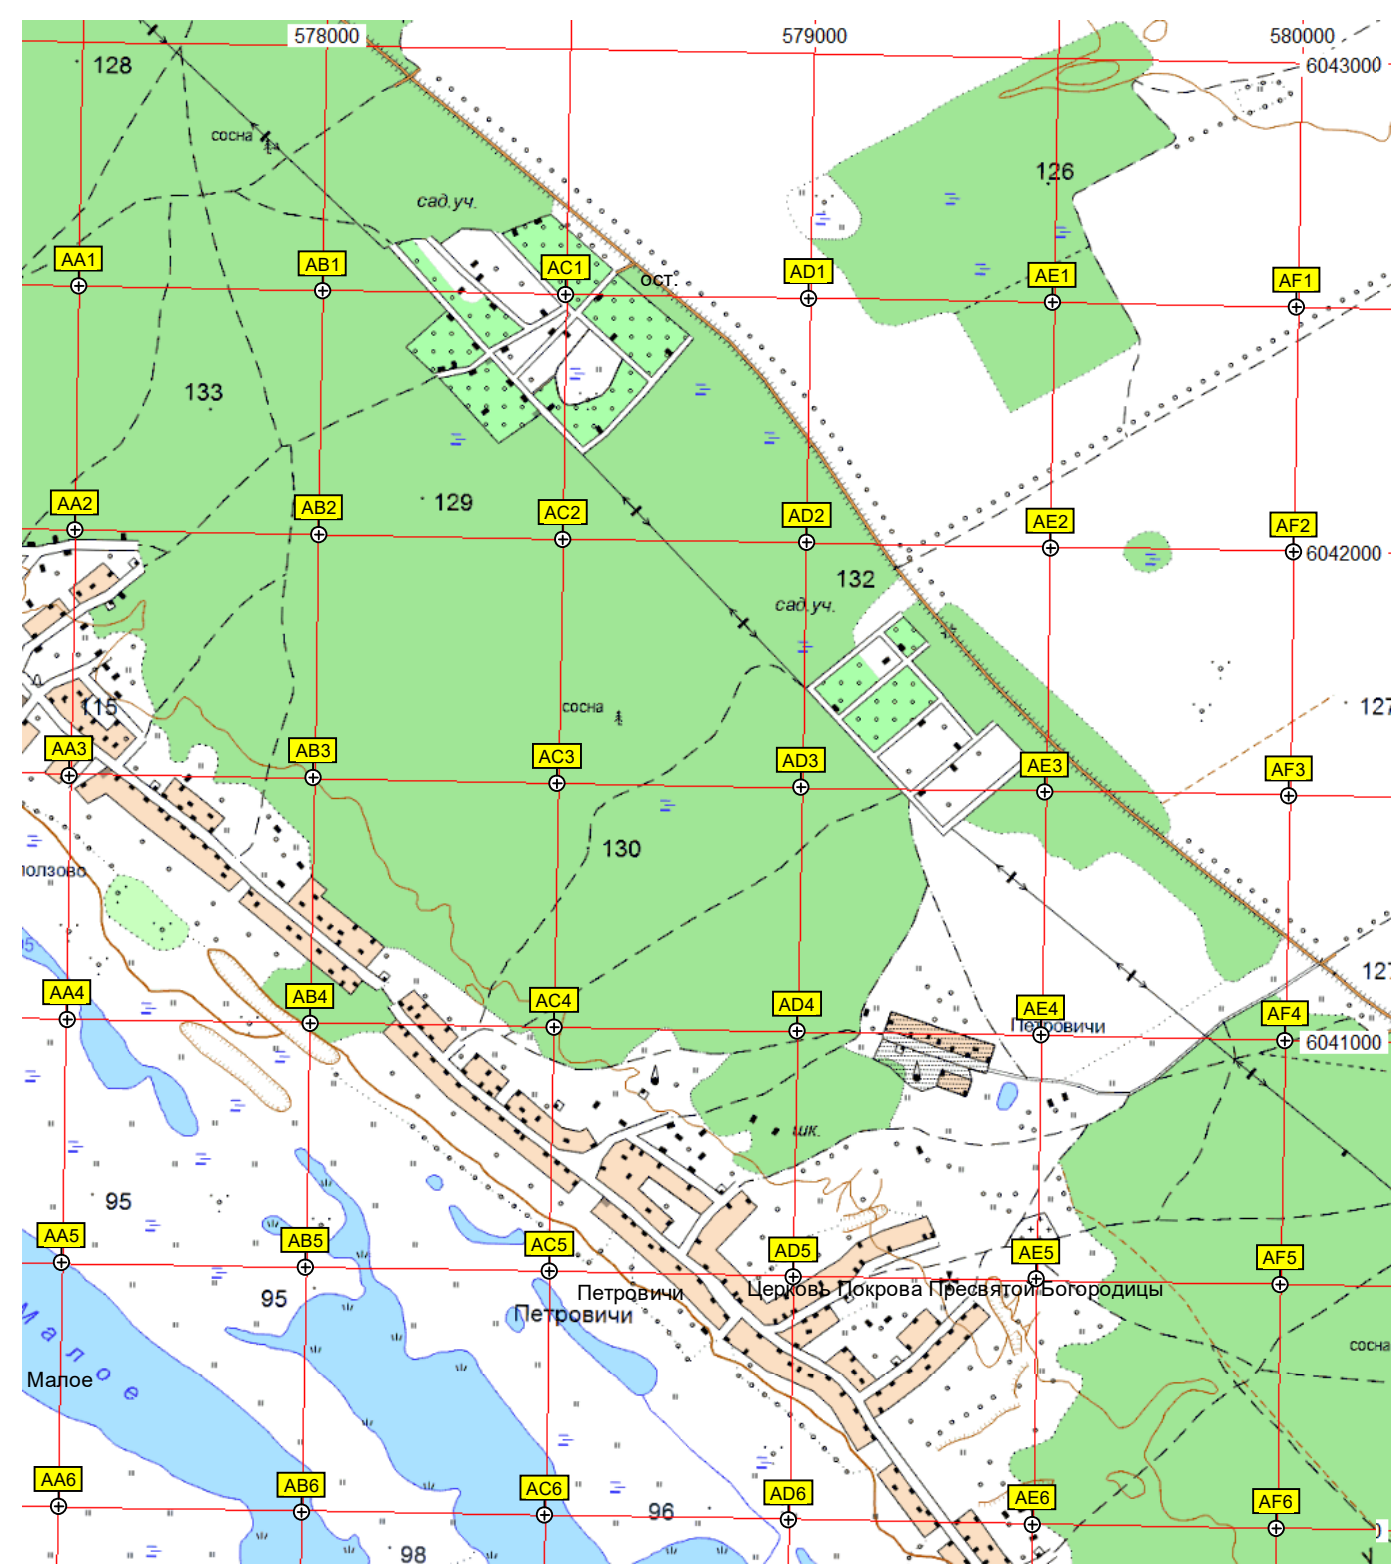 578000
579000
580000
128
6043000
сосна
126
сад.уч.
AA1
AB1
AC1
ост.
AD1
AE1
AF1
133
129
AA2
AB2
AC2
AD2
AE2
AF2
6042000
132
сад.уч.
115
сосна
127
AA3
AB3
AC3
AD3
AE3
AF3
130
ползово
127
AA4
AB4
AC4
AD4
AE4
AF4
Петровичи
6041000
шк.
95
AA5
AB5
AC5
AD5
AE5
AF5
95
Петровичи
Церковь Покрова Пресвятой Богородицы
Петровичи
Малое
сосна
Малое
AA6
AB6
AC6
AD6
AE6
AF6
96
98